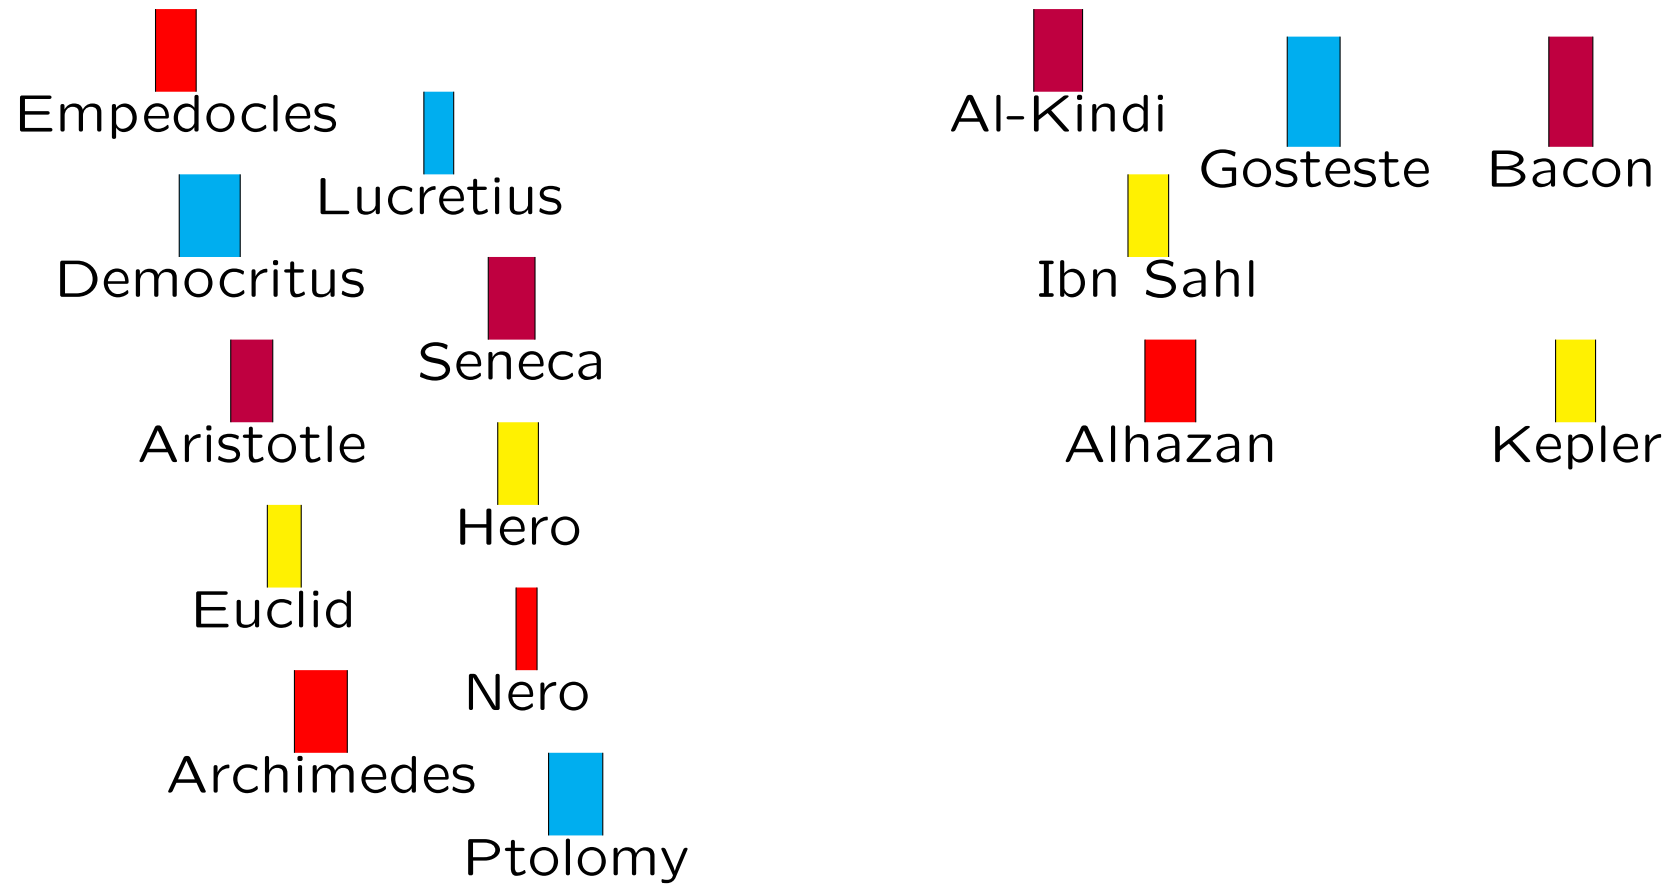 Empedocles
Lucretius
Democritus
Seneca
Aristotle
Hero
Euclid
Nero
Archimedes
Ptolomy
Al-Kindi
Gosteste
Bacon
Ibn Sahl
Alhazan
Kepler